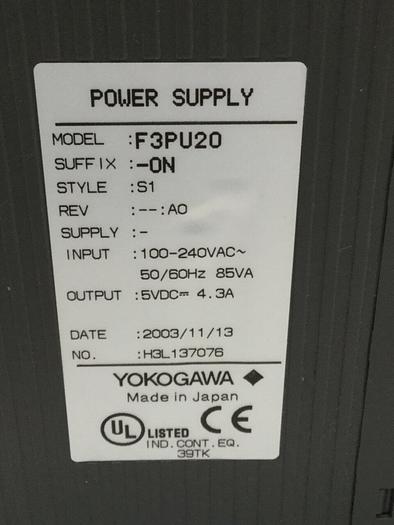 POWER SUPPLY
MODEL :F3PU20
SUFFIX :-0N
STYLE :S1
REV :--:A0
SUPPLY :-
INPUT :100-240VAC~
50/60Hz 85VA
OUTPUT :5VDC⎓ 4.3A
DATE :2003/11/13
NO. :H3L137076
YOKOGAWA
Made in Japan
UL LISTED CE
IND. CONT. EQ.
39TK